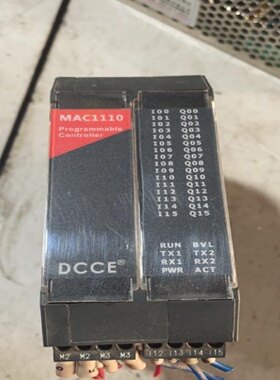 MAC1110
Programmable
Controller
I00 Q00
I01 Q01
I02 Q02
I03 Q03
I04 Q04
I05 Q05
I06 Q06
I07 Q07
I08 Q08
I09 Q09
I10 Q10
I11 Q11
I12 Q12
I13 Q13
I14 Q14
I15 Q15
RUN BVL
TX1 TX2
RX1 RX2
PWR ACT
DCCE®
M2 M2 M3 M3
I12 I13 I14 I15